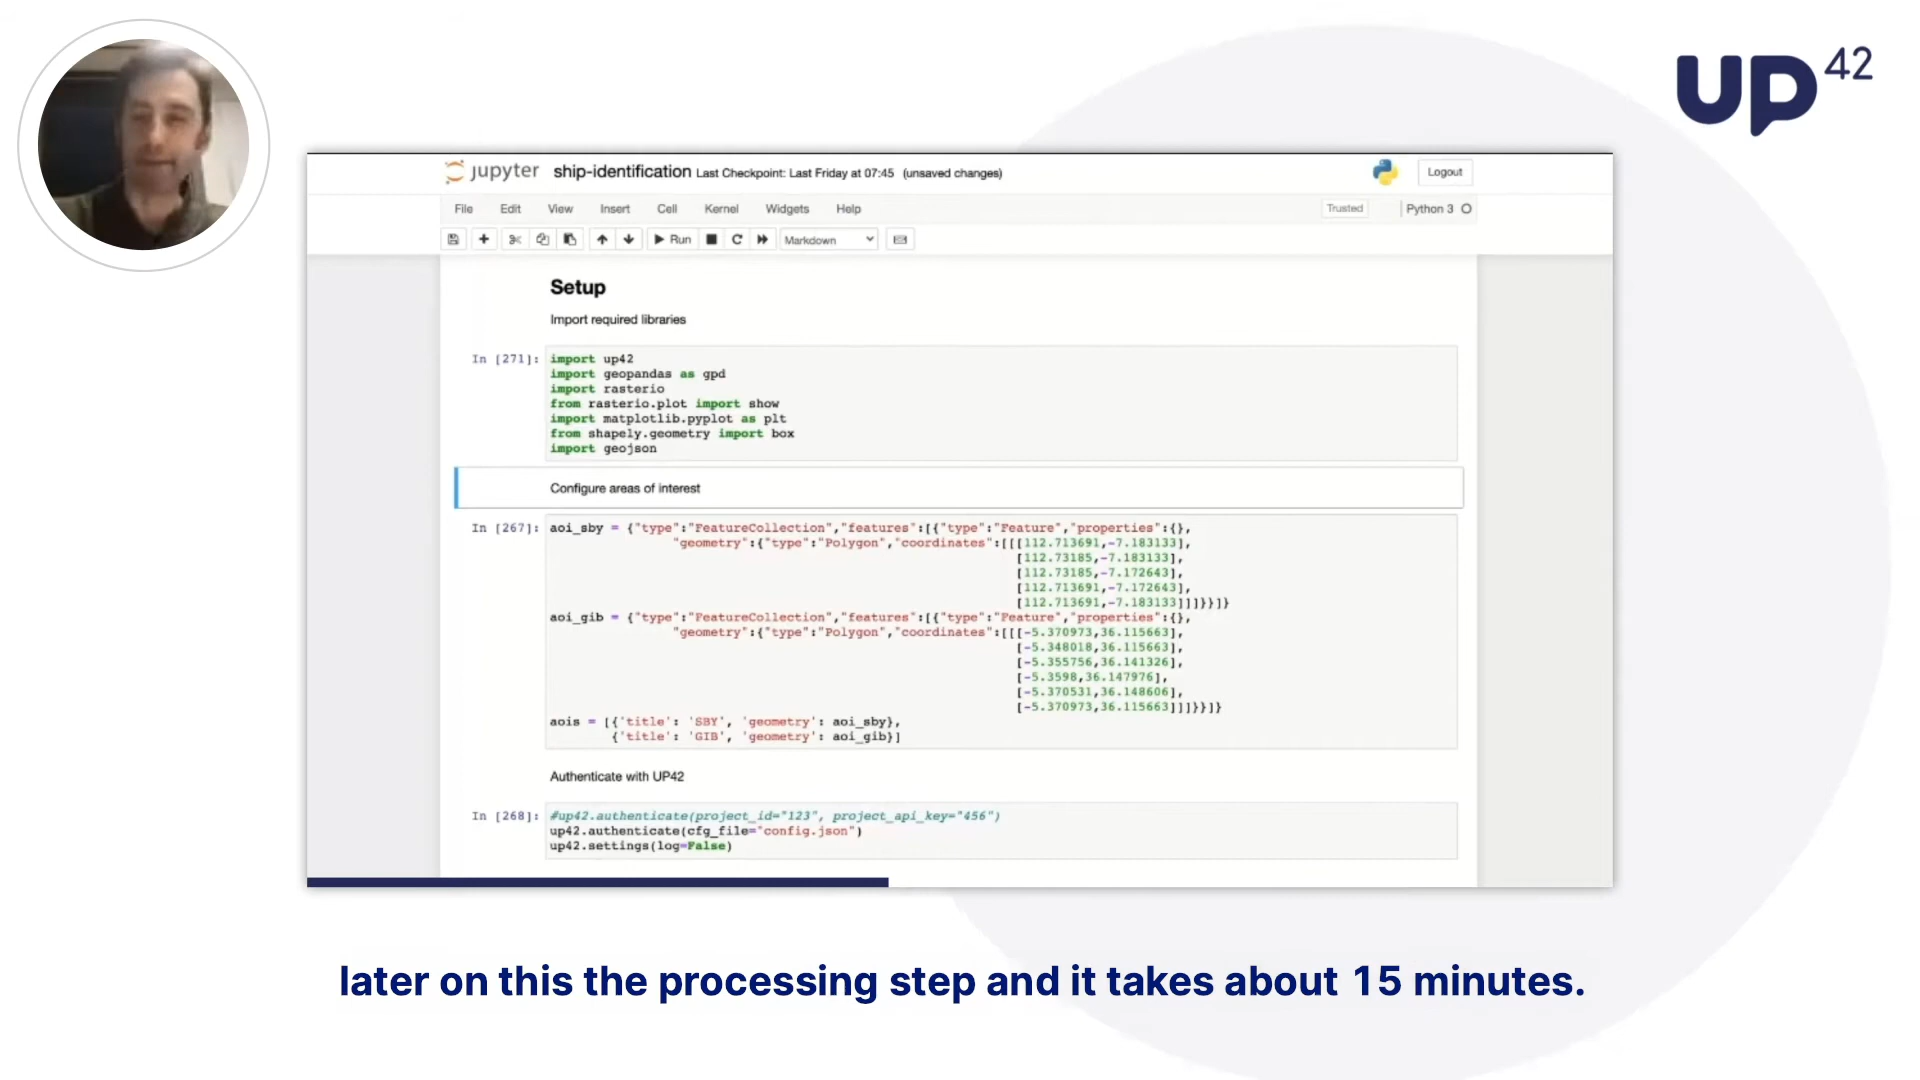 UP42
jupyter ship-identification Last Checkpoint: Last Friday at 07:45 (unsaved changes)
Logout
File Edit View Insert Cell Kernel Widgets Help
Trusted
Python 3
Run
Markdown
Setup
Import required libraries
In [271]:
import up42
import geopandas as gpd
import rasterio
from rasterio.plot import show
import matplotlib.pyplot as plt
from shapely.geometry import box
import geojson
Configure areas of interest
In [267]:
aoi_sby = {"type":"FeatureCollection","features":[{"type":"Feature","properties":{},
"geometry":{"type":"Polygon","coordinates":[[[112.713691,-7.183133],
[112.73185,-7.183133],
[112.73185,-7.172643],
[112.713691,-7.172643],
[112.713691,-7.183133]]]}}]}
aoi_gib = {"type":"FeatureCollection","features":[{"type":"Feature","properties":{},
"geometry":{"type":"Polygon","coordinates":[[[-5.370973,36.115663],
[-5.348018,36.115663],
[-5.355756,36.141326],
[-5.3598,36.147976],
[-5.370531,36.148606],
[-5.370973,36.115663]]]}}]}
aois = [{'title': 'SBY', 'geometry': aoi_sby},
{'title': 'GIB', 'geometry': aoi_gib}]
Authenticate with UP42
In [268]:
#up42.authenticate(project_id="123", project_api_key="456")
up42.authenticate(cfg_file="config.json")
up42.settings(log=False)
later on this the processing step and it takes about 15 minutes.